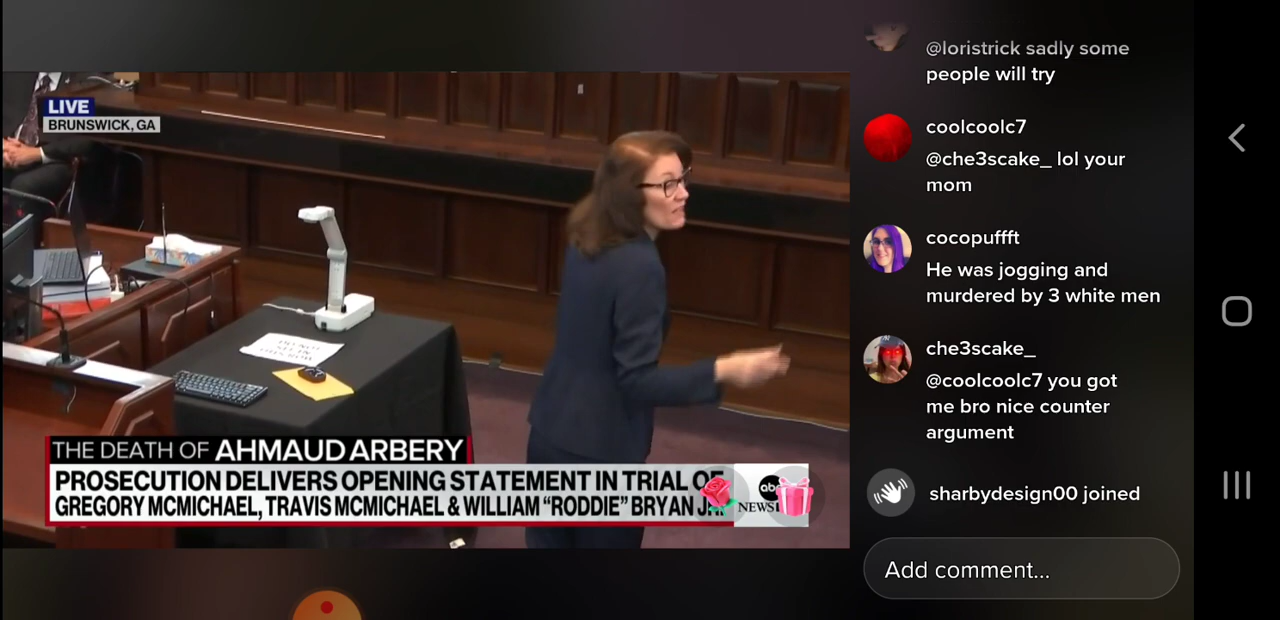 LIVE
BRUNSWICK, GA
THE DEATH OF AHMAUD ARBERY
PROSECUTION DELIVERS OPENING STATEMENT IN TRIAL OF
GREGORY MCMICHAEL, TRAVIS MCMICHAEL & WILLIAM “RODDIE” BRYAN JR.
abc
NEWS
@loristrick sadly some
people will try
coolcoolc7
@che3scake_ lol your
mom
cocopuffft
He was jogging and
murdered by 3 white men
che3scake_
@coolcoolc7 you got
me bro nice counter
argument
sharbydesign00 joined
Add comment...